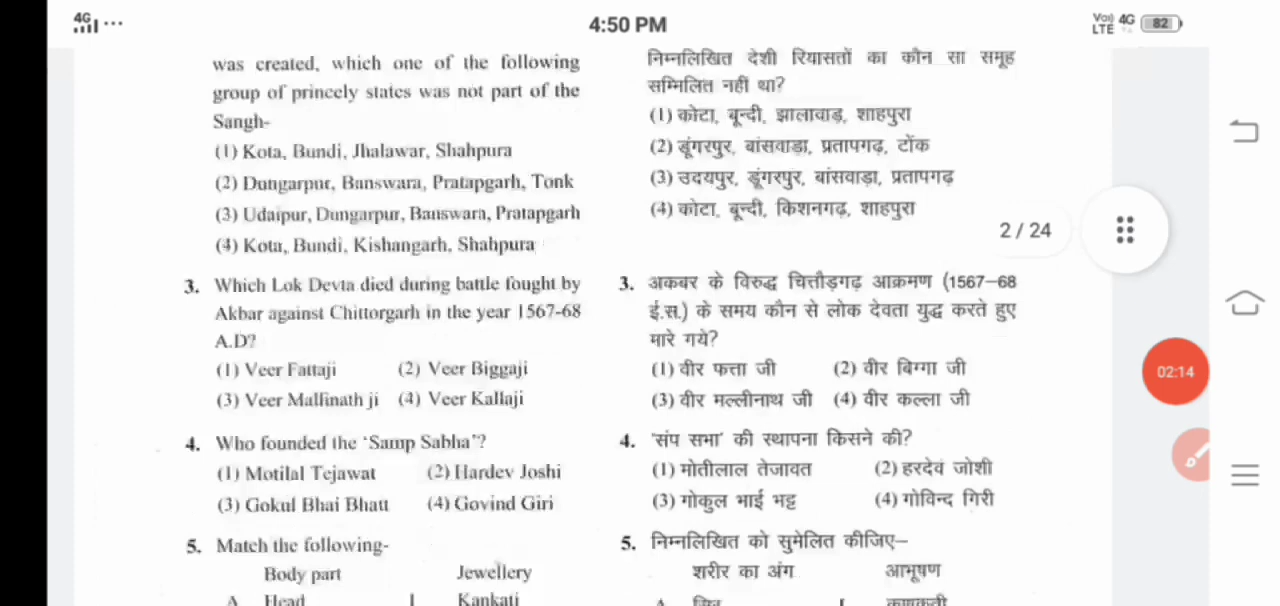 4G
4:50 PM
Vo)) 4G
LTE
82
was created, which one of the following
group of princely states was not part of the
Sangh-
(1) Kota, Bundi, Jhalawar, Shahpura
(2) Dungarpur, Banswara, Pratapgarh, Tonk
(3) Udaipur, Dungarpur, Banswara, Pratapgarh
(4) Kota, Bundi, Kishangarh, Shahpura
3. Which Lok Devta died during battle fought by
Akbar against Chittorgarh in the year 1567-68
A.D?
(1) Veer Fattaji (2) Veer Biggaji
(3) Veer Mallinath ji (4) Veer Kallaji
4. Who founded the ‘Samp Sabha’?
(1) Motilal Tejawat (2) Hardev Joshi
(3) Gokul Bhai Bhatt (4) Govind Giri
5. Match the following-
Body part Jewellery
A Head I Kankati
निम्नलिखित देशी रियासतों का कौन सा समूह
सम्मिलित नहीं था?
(1) कोटा, बून्दी, झालावाड़, शाहपुरा
(2) डूंगरपुर, बांसवाडा, प्रतापगढ़, टोंक
(3) उदयपुर, डूंगरपुर, बांसवाड़ा, प्रतापगढ़
(4) कोटा, बून्दी, किशनगढ़, शाहपुरा
3. अकबर के विरुद्ध चित्तौड़गढ़ आक्रमण (1567–68
ई.स.) के समय कौन से लोक देवता युद्ध करते हुए
मारे गये?
(1) वीर फत्ता जी (2) वीर बिग्गा जी
(3) वीर मल्लीनाथ जी (4) वीर कल्ला जी
4. ‘संप सभा’ की स्थापना किसने की?
(1) मोतीलाल तेजावत (2) हरदेव जोशी
(3) गोकुल भाई भट्ट (4) गोविन्द गिरी
5. निम्नलिखित को सुमेलित कीजिए–
शरीर का अंग आभूषण
2 / 24
02:14